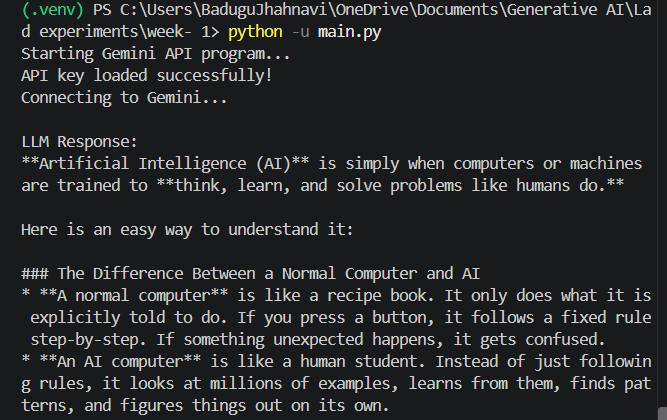 (.venv) PS C:\Users\BaduguJhahnavi\OneDrive\Documents\Generative AI\La
d experiments\week- 1> python -u main.py
Starting Gemini API program...
API key loaded successfully!
Connecting to Gemini...

LLM Response:
**Artificial Intelligence (AI)** is simply when computers or machines
are trained to **think, learn, and solve problems like humans do.**

Here is an easy way to understand it:

### The Difference Between a Normal Computer and AI
* **A normal computer** is like a recipe book. It only does what it is
 explicitly told to do. If you press a button, it follows a fixed rule
 step-by-step. If something unexpected happens, it gets confused.
* **An AI computer** is like a human student. Instead of just followin
g rules, it looks at millions of examples, learns from them, finds pat
terns, and figures things out on its own.